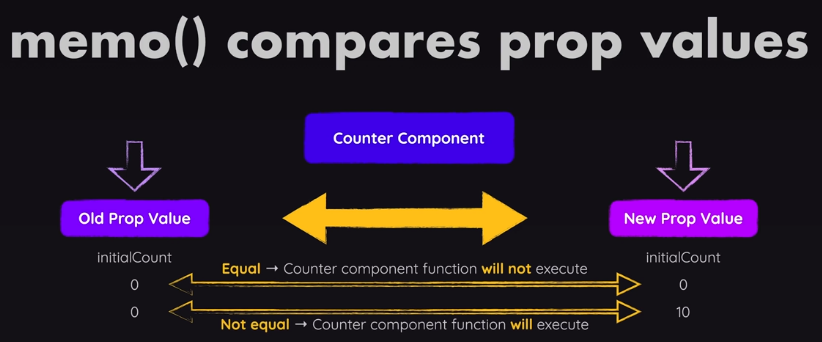 memo() compares prop values
Counter Component
Old Prop Value
New Prop Value
initialCount
initialCount
Equal → Counter component function will not execute
0
0
0
10
Not equal → Counter component function will execute